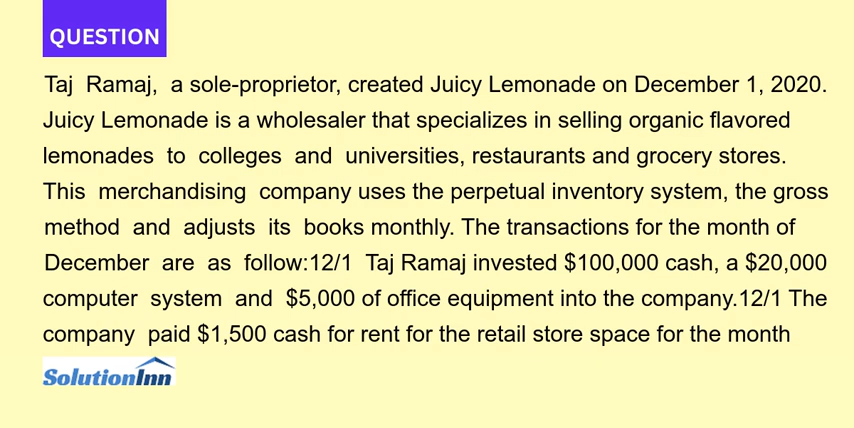 QUESTION
Taj Ramaj, a sole-proprietor, created Juicy Lemonade on December 1, 2020.
Juicy Lemonade is a wholesaler that specializes in selling organic flavored
lemonades to colleges and universities, restaurants and grocery stores.
This merchandising company uses the perpetual inventory system, the gross
method and adjusts its books monthly. The transactions for the month of
December are as follow:12/1 Taj Ramaj invested $100,000 cash, a $20,000
computer system and $5,000 of office equipment into the company.12/1 The
company paid $1,500 cash for rent for the retail store space for the month
SolutionInn